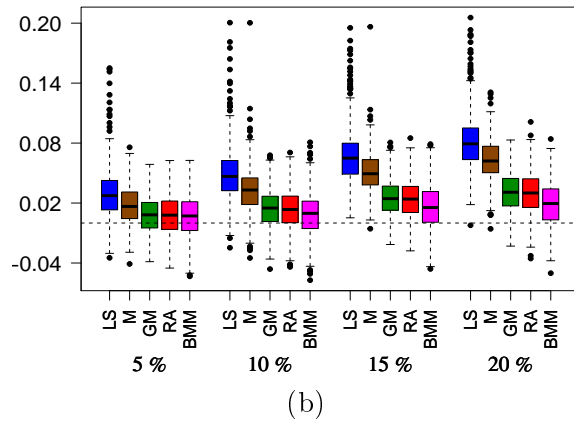 0.20
0.14
0.08
0.02
-0.04
LS M GM RA BMM LS M GM RA BMM LS M GM RA BMM LS M GM RA BMM
5 % 10 % 15 % 20 %
(b)